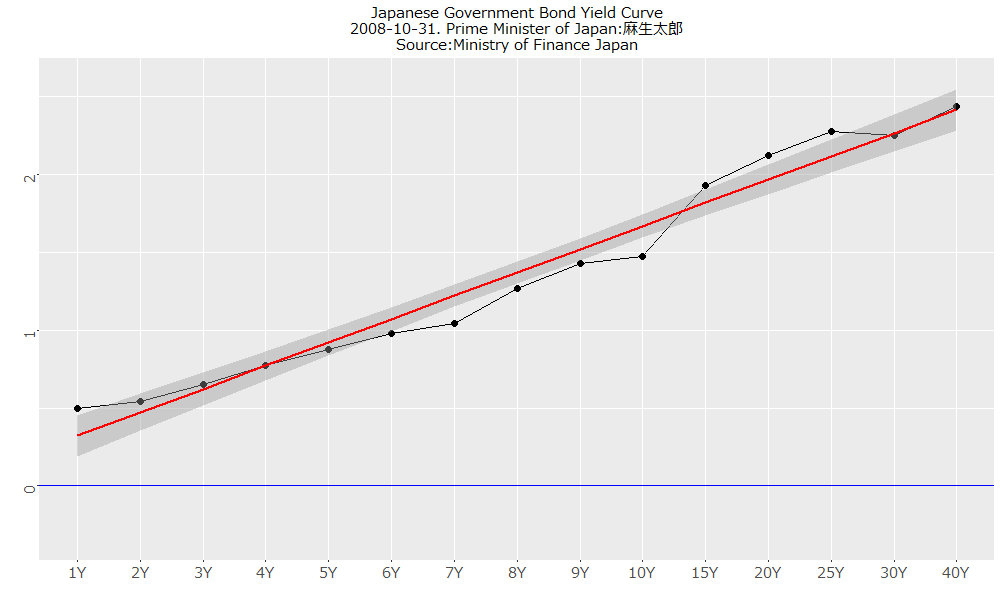 Japanese Government Bond Yield Curve
2008-10-31. Prime Minister of Japan:麻生太郎
Source:Ministry of Finance Japan
2
1
0
1Y 2Y 3Y 4Y 5Y 6Y 7Y 8Y 9Y 10Y 15Y 20Y 25Y 30Y 40Y